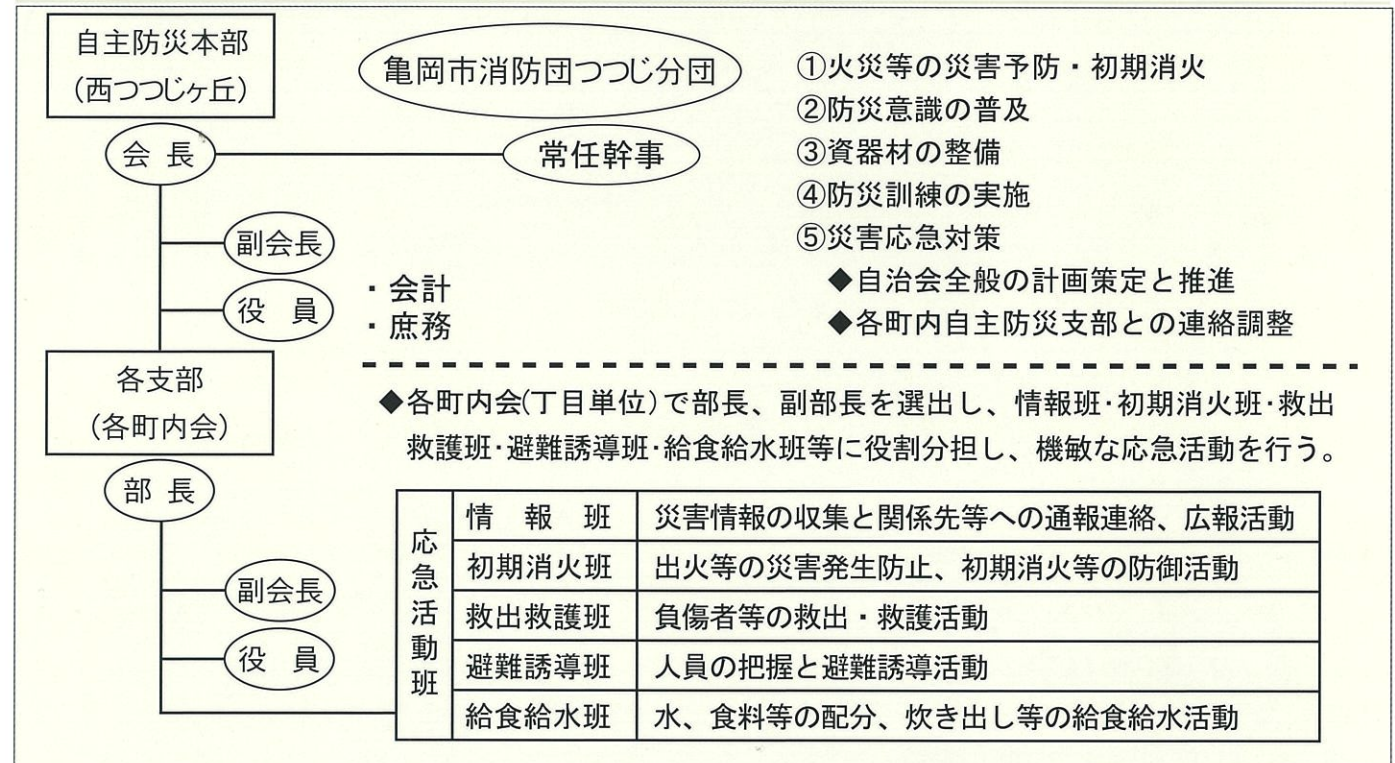 自主防災本部
(西つつじヶ丘)
亀岡市消防団つつじ分団
会 長
常任幹事
副会長
役 員
・会計
・庶務
①火災等の災害予防・初期消火
②防災意識の普及
③資器材の整備
④防災訓練の実施
⑤災害応急対策
◆自治会全般の計画策定と推進
◆各町内自主防災支部との連絡調整
各支部
(各町内会)
◆各町内会(丁目単位)で部長、副部長を選出し、情報班・初期消火班・救出
救護班・避難誘導班・給食給水班等に役割分担し、機敏な応急活動を行う。
部 長
副会長
役 員
応急活動班
情 報 班 災害情報の収集と関係先等への通報連絡、広報活動
初期消火班 出火等の災害発生防止、初期消火等の防御活動
救出救護班 負傷者等の救出・救護活動
避難誘導班 人員の把握と避難誘導活動
給食給水班 水、食料等の配分、炊き出し等の給食給水活動